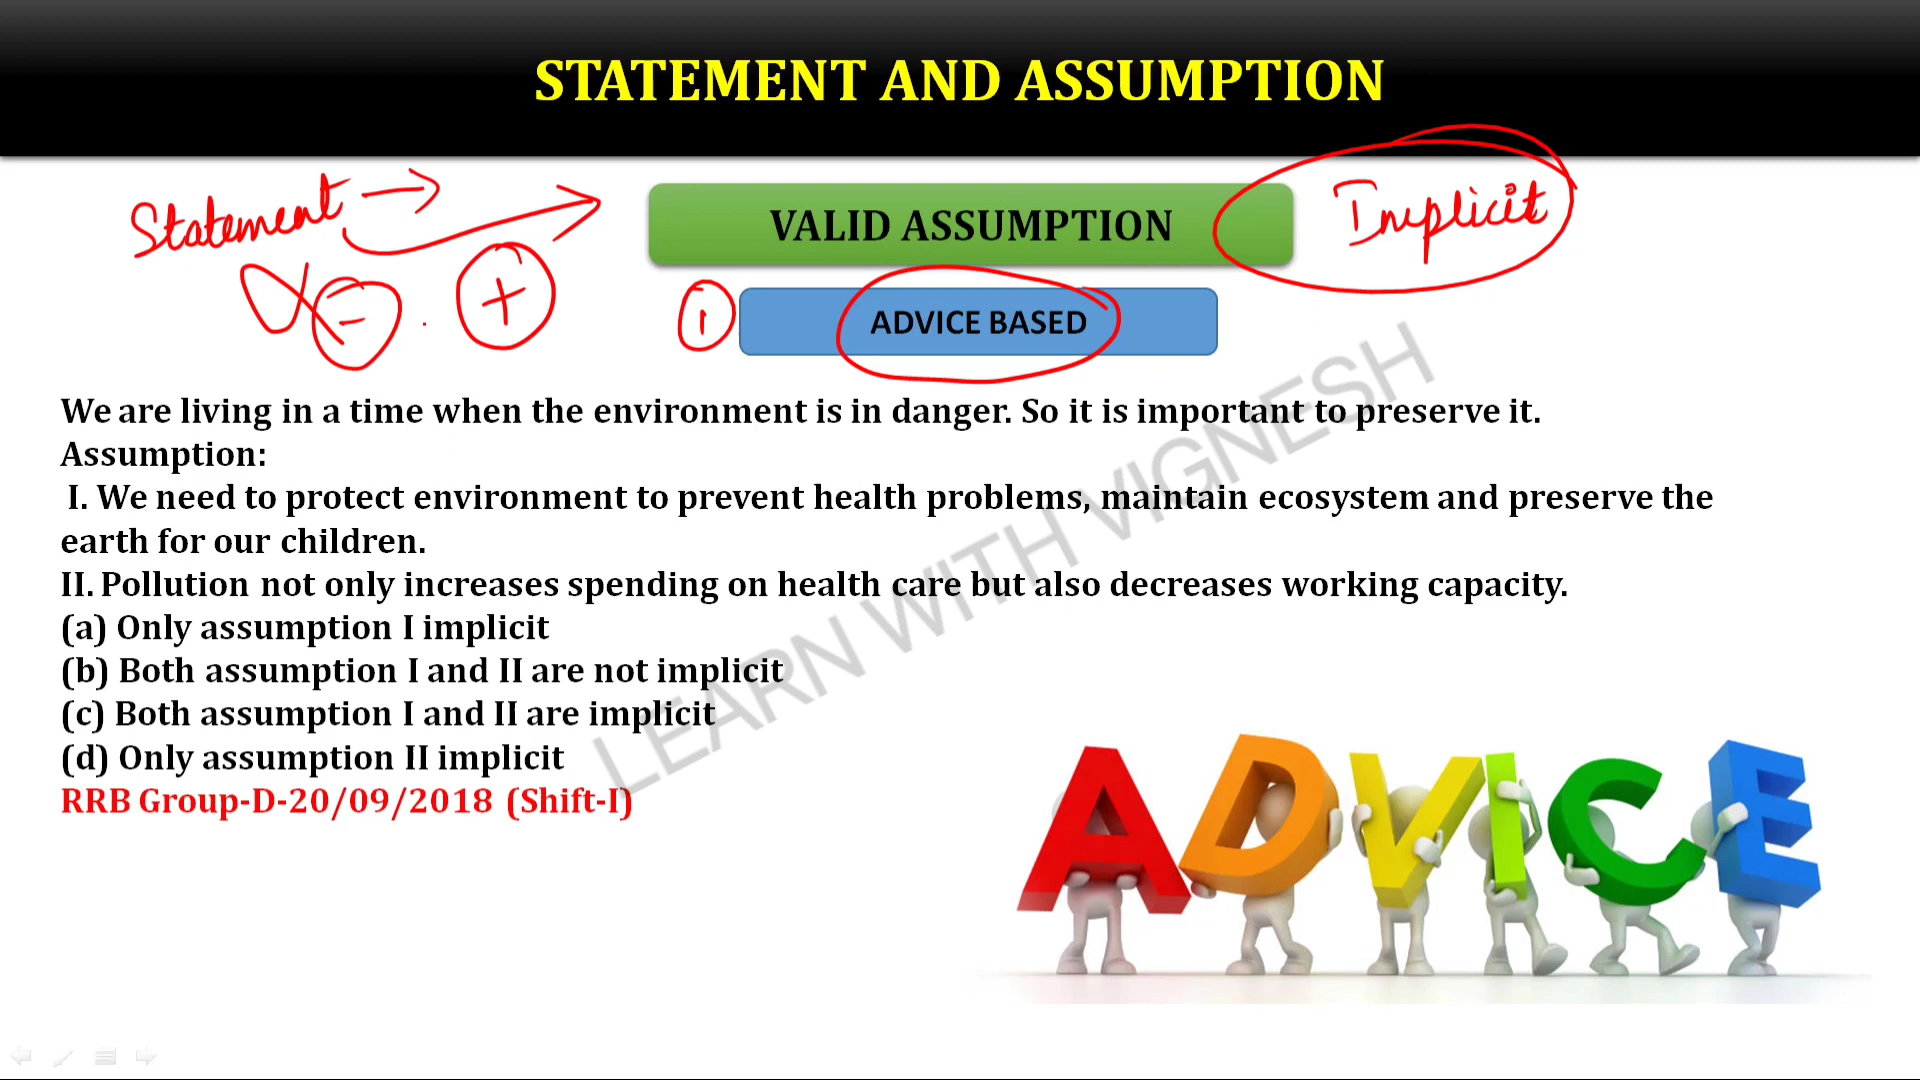 STATEMENT AND ASSUMPTION
Statement →
VALID ASSUMPTION
Implicit
- +
1
ADVICE BASED
We are living in a time when the environment is in danger. So it is important to preserve it.
Assumption:
I. We need to protect environment to prevent health problems, maintain ecosystem and preserve the
earth for our children.
II. Pollution not only increases spending on health care but also decreases working capacity.
(a) Only assumption I implicit
(b) Both assumption I and II are not implicit
(c) Both assumption I and II are implicit
(d) Only assumption II implicit
RRB Group-D-20/09/2018 (Shift-I)
LEARN WITH VIGNESH
ADVICE